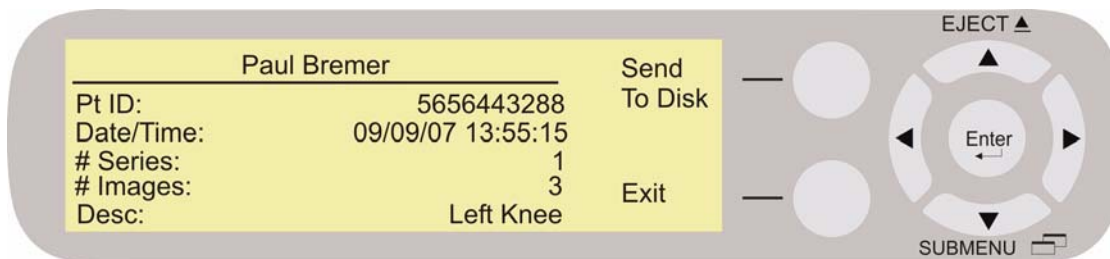 Paul Bremer
Pt ID: 5656443288
Date/Time: 09/09/07 13:55:15
# Series: 1
# Images: 3
Desc: Left Knee
Send
To Disk
Exit
EJECT
Enter
SUBMENU